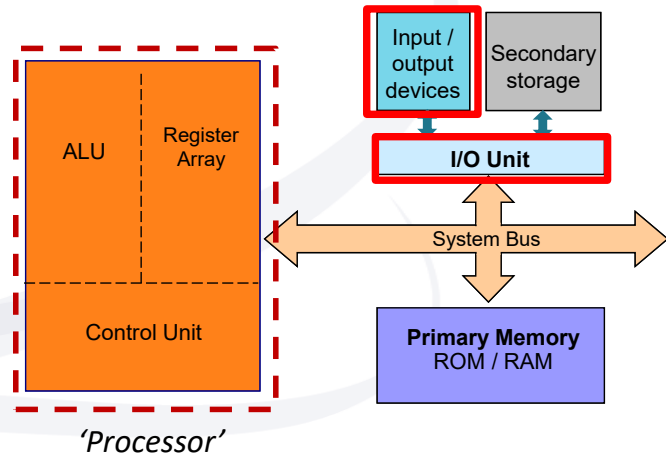 Input /
output
devices
Secondary
storage
ALU
Register
Array
I/O Unit
System Bus
Control Unit
Primary Memory
ROM / RAM
‘Processor’